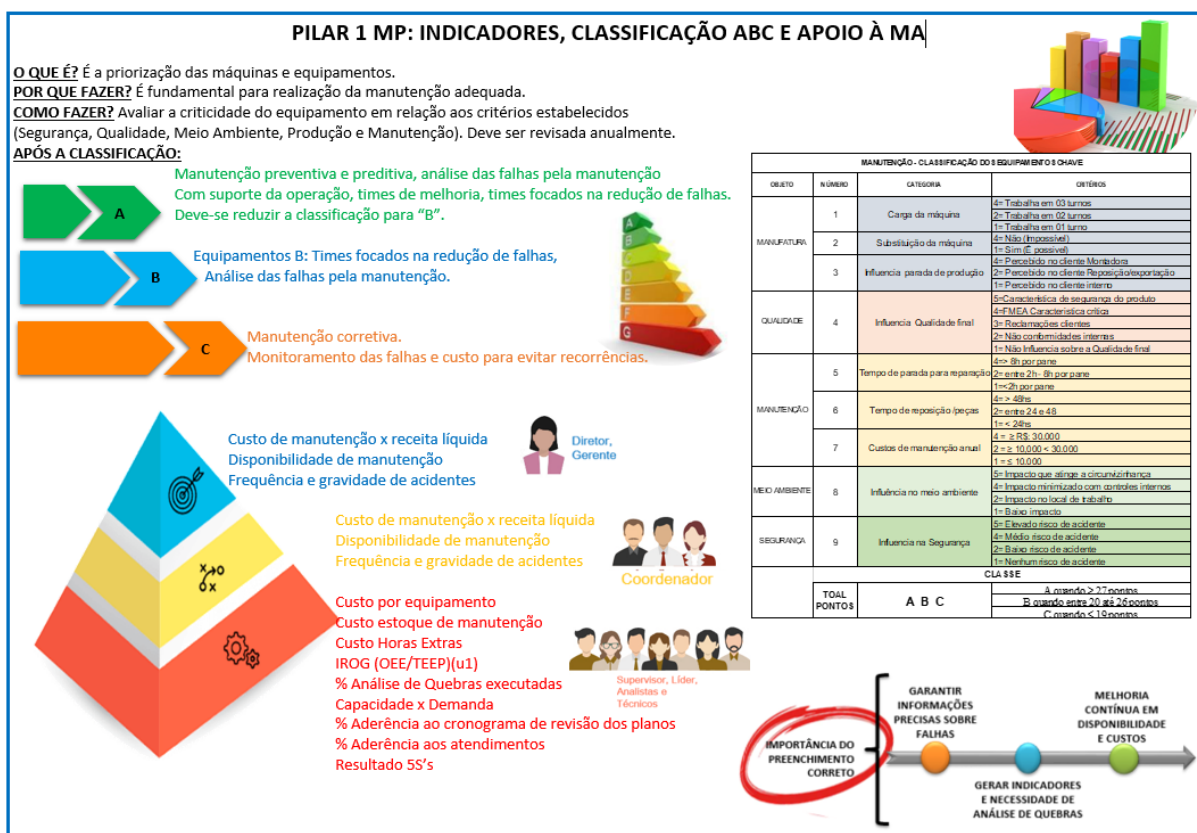 PILAR 1 MP: INDICADORES, CLASSIFICAÇÃO ABC E APOIO À MA
O QUE É? É a priorização das máquinas e equipamentos.
POR QUE FAZER? É fundamental para realização da manutenção adequada.
COMO FAZER? Avaliar a criticidade do equipamento em relação aos critérios estabelecidos
(Segurança, Qualidade, Meio Ambiente, Produção e Manutenção). Deve ser revisada anualmente.
APÓS A CLASSIFICAÇÃO:
A
Manutenção preventiva e preditiva, análise das falhas pela manutenção
Com suporte da operação, times de melhoria, times focados na redução de falhas.
Deve-se reduzir a classificação para “B”.
B
Equipamentos B: Times focados na redução de falhas,
Análise das falhas pela manutenção.
C
Manutenção corretiva.
Monitoramento das falhas e custo para evitar recorrências.
A
B
C
D
E
F
G
MANUTENÇÃO - CLASSIFICAÇÃO DOS EQUIPAMENTOS CHAVE
OBJETO NÚMERO CATEGORIA CRITÉRIOS
MANUFATURA
1 Carga da máquina
4= Trabalha em 03 turnos
2= Trabalha em 02 turnos
1= Trabalha em 01 turno
2 Substituição da máquina
4= Não (Impossível)
1= Sim (É possível)
3 Influencia parada de produção
4= Percebido no cliente Montadora
2= Percebido no cliente Reposição/exportação
1= Percebido no cliente interno
QUALIDADE
4 Influencia Qualidade final
5=Característica de segurança do produto
4=FMEA Característica crítica
3= Reclamações clientes
2= Não conformidades internas
1= Não Influencia sobre a Qualidade final
MANUTENÇÃO
5 Tempo de parada para reparação
4=> 8h por pane
2= entre 2h - 8h por pane
1=<2h por pane
6 Tempo de reposição /peças
4= > 48hs
2= entre 24 e 48
1= < 24hs
7 Custos de manutenção anual
4 = ≥ R$: 30.000
2 = ≥ 10,000 < 30.000
1 = ≤ 10.000
MEIO AMBIENTE
8 Influência no meio ambiente
5= Impacto que atinge a circunvizinhança
4= Impacto minimizado com controles internos
2= Impacto no local de trabalho
1= Baixo impacto
SEGURANÇA
9 Influencia na Segurança
5= Elevado risco de acidente
4= Médio risco de acidente
2= Baixo risco de acidente
1= Nenhum risco de acidente
CLASSE
TOAL
PONTOS
A B C
A quando ≥ 27 pontos
B quando entre 20 até 26 pontos
C quando ≤ 19 pontos
Custo de manutenção x receita líquida
Disponibilidade de manutenção
Frequência e gravidade de acidentes
Diretor,
Gerente
Custo de manutenção x receita líquida
Disponibilidade de manutenção
Frequência e gravidade de acidentes
Coordenador
Custo por equipamento
Custo estoque de manutenção
Custo Horas Extras
IROG (OEE/TEEP)(u1)
% Análise de Quebras executadas
Capacidade x Demanda
% Aderência ao cronograma de revisão dos planos
% Aderência aos atendimentos
Resultado 5S’s
Supervisor, Líder,
Analistas e
Técnicos
IMPORTÂNCIA DO
PREENCHIMENTO
CORRETO
GARANTIR
INFORMAÇÕES
PRECISAS SOBRE
FALHAS
GERAR INDICADORES
E NECESSIDADE DE
ANÁLISE DE QUEBRAS
MELHORIA
CONTÍNUA EM
DISPONIBILIDADE
E CUSTOS